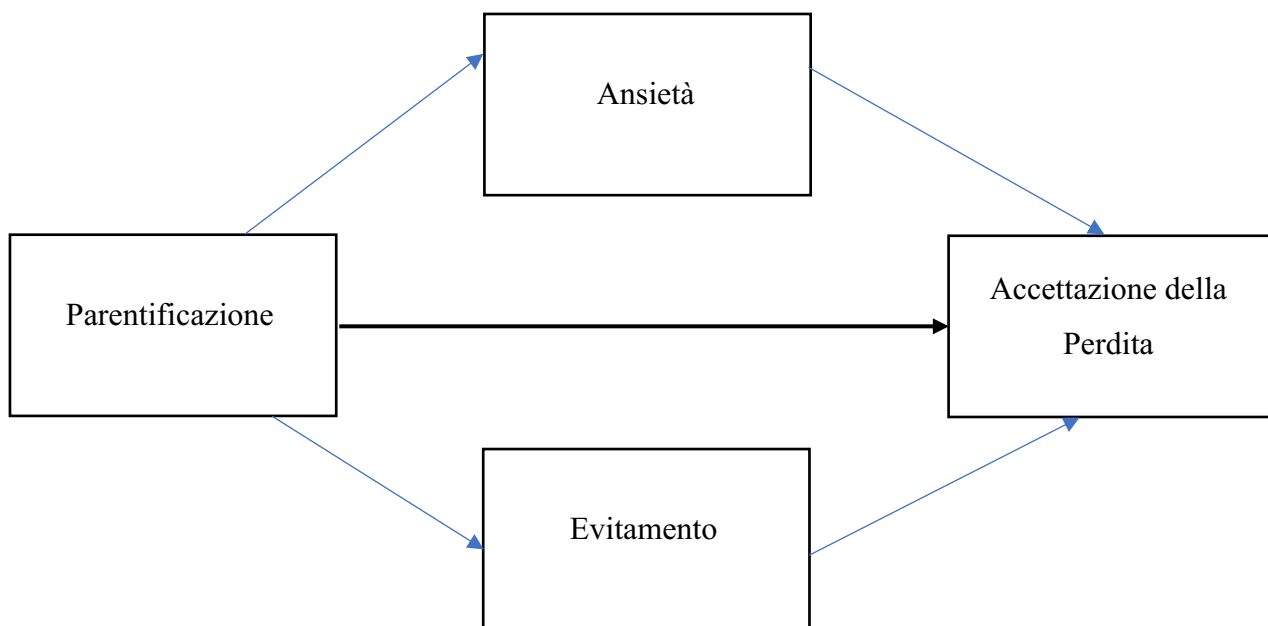 Ansietà
Parentificazione
Accettazione della
Perdita
Evitamento